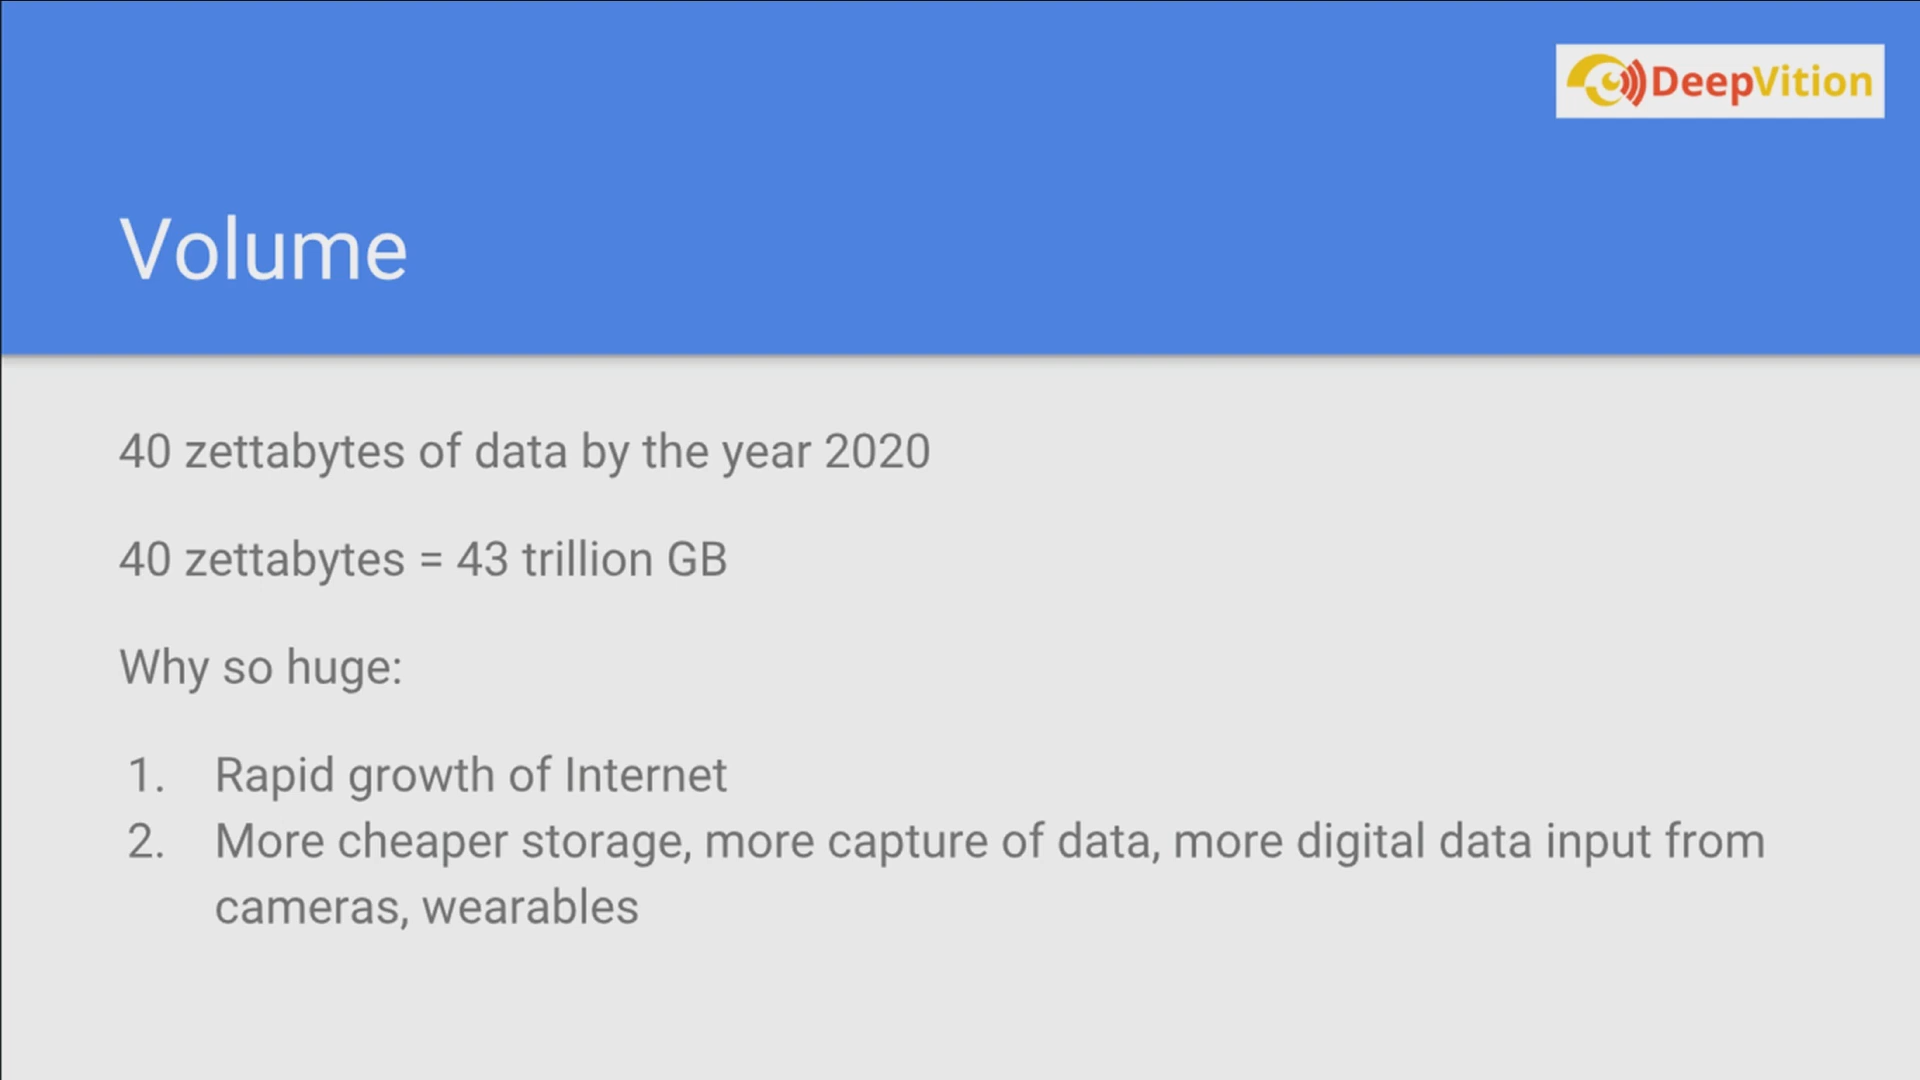 DeepVition
Volume
40 zettabytes of data by the year 2020
40 zettabytes = 43 trillion GB
Why so huge:
1. Rapid growth of Internet
2. More cheaper storage, more capture of data, more digital data input from
cameras, wearables